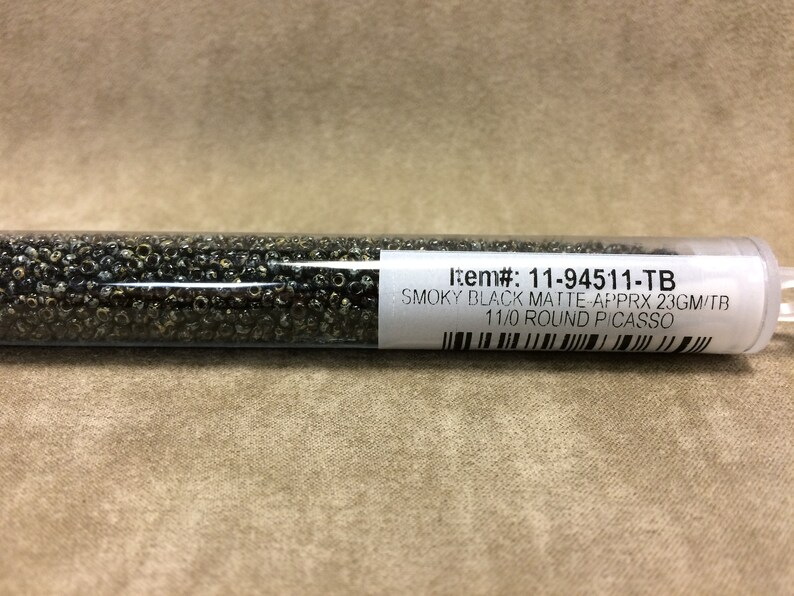 Item#: 11-94511-TB
SMOKY BLACK MATTE-APPRX 23GM/TB
11/0 ROUND PICASSO